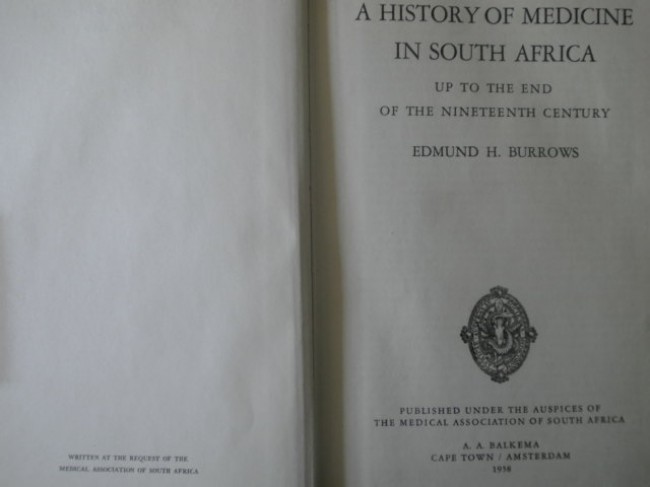 WRITTEN AT THE REQUEST OF THE
MEDICAL ASSOCIATION OF SOUTH AFRICA
A HISTORY OF MEDICINE
IN SOUTH AFRICA
UP TO THE END
OF THE NINETEENTH CENTURY
EDMUND H. BURROWS
PUBLISHED UNDER THE AUSPICES OF
THE MEDICAL ASSOCIATION OF SOUTH AFRICA
A. A. BALKEMA
CAPE TOWN / AMSTERDAM
1958